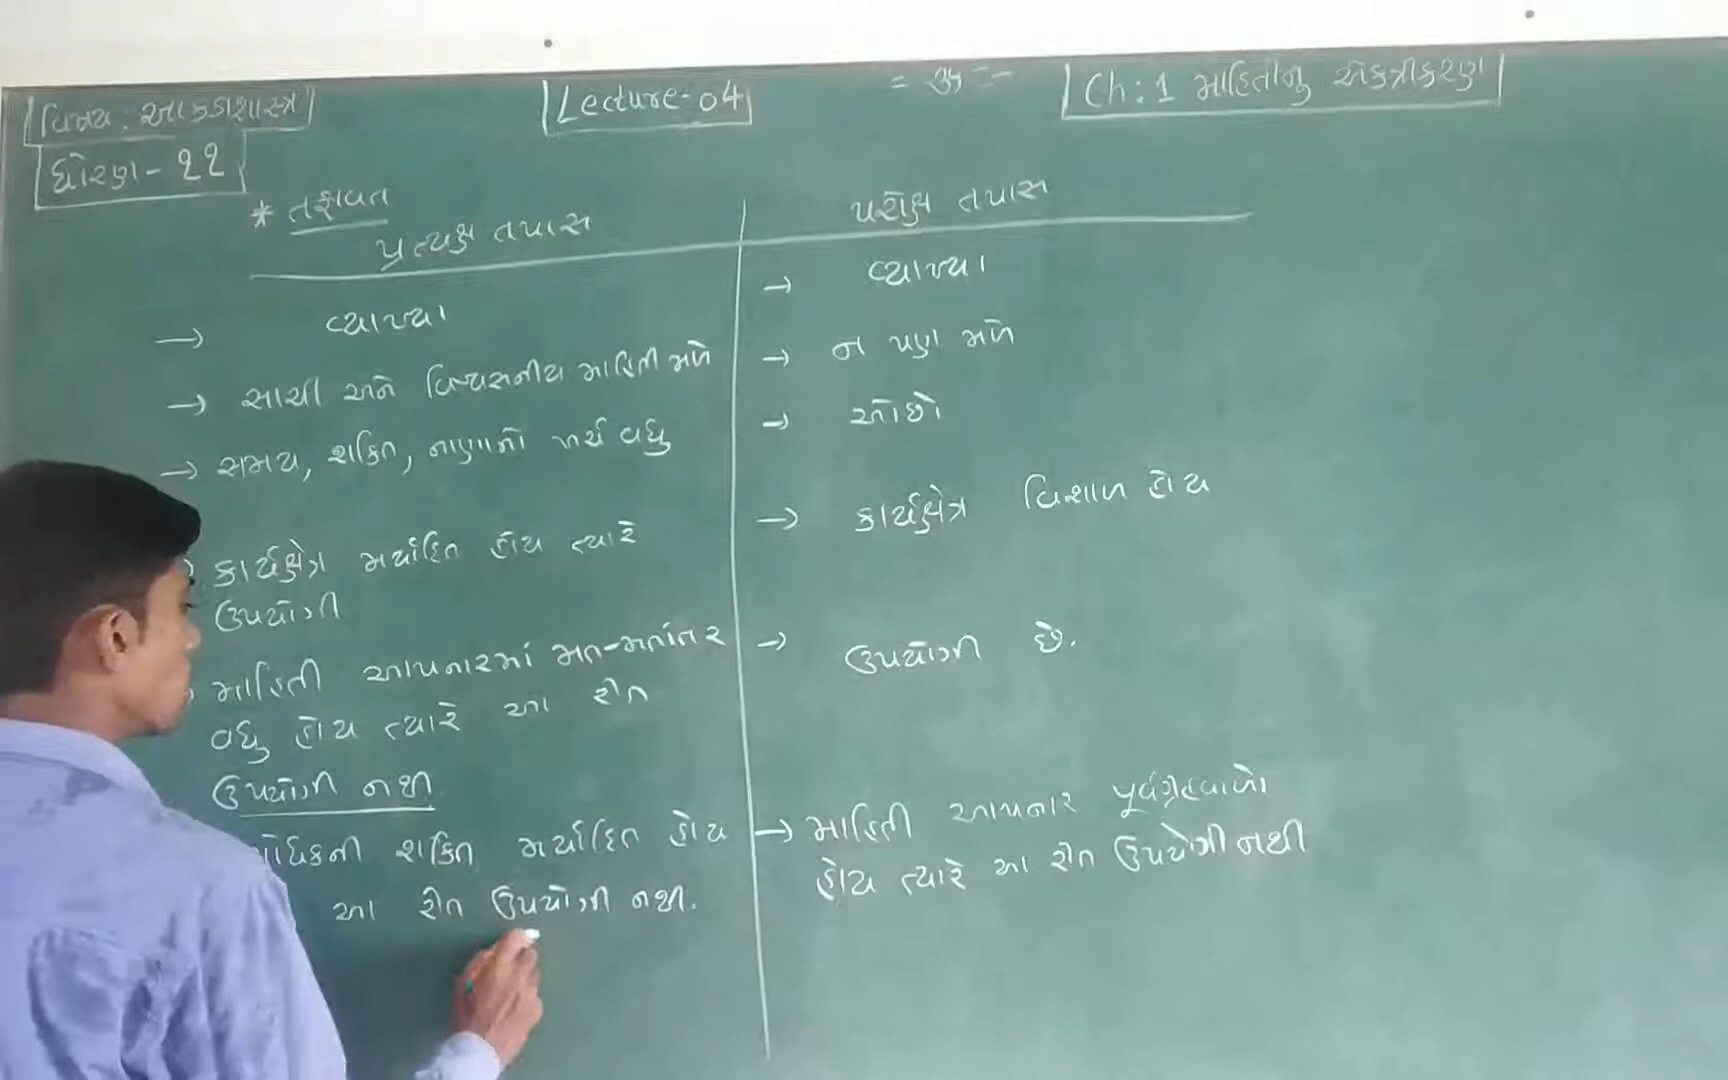 વિષય : આંકડાશાસ્ત્ર
Lecture-04
= ૐ =
Ch: 1 માહિતીનુ એકત્રીકરણ
ધોરણ - 11
* તફાવત
પ્રત્યક્ષ તપાસ
પરોક્ષ તપાસ
→ વ્યાખ્યા
→ વ્યાખ્યા
→ સાચી અને વિશ્વસનીય માહિતી મળે
→ ન પણ મળે
→ સમય, શક્તિ, નાણાનો ખર્ચ વધુ
→ ઓછો
કાર્યક્ષેત્ર મર્યાદિત હોય ત્યારે
ઉપયોગી
→ કાર્યક્ષેત્ર વિશાળ હોય
માહિતી આપનારમાં મત-મતાંતર
વધુ હોય ત્યારે આ રીત
ઉપયોગી નથી
→ ઉપયોગી છે.
શક્તિ મર્યાદિત હોય
આ રીત ઉપયોગી નથી.
→ માહિતી આપનાર પૂર્વગ્રહવાળો
હોય ત્યારે આ રીત ઉપયોગી નથી